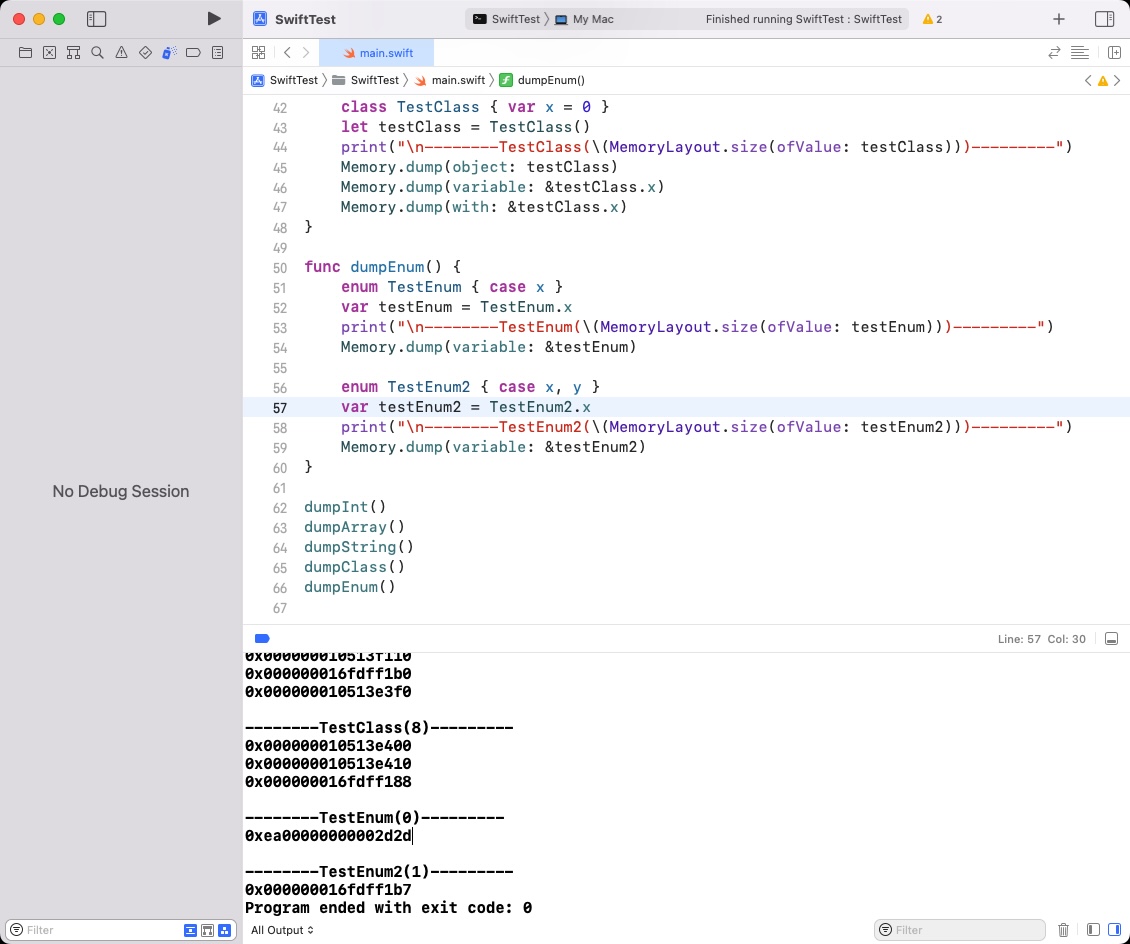 SwiftTest
SwiftTest 〉 My Mac
Finished running SwiftTest : SwiftTest
2
main.swift
SwiftTest 〉 SwiftTest 〉 main.swift 〉 f dumpEnum()
42 class TestClass { var x = 0 }
43 let testClass = TestClass()
44 print("\n--------TestClass(\(MemoryLayout.size(ofValue: testClass)))---------")
45 Memory.dump(object: testClass)
46 Memory.dump(variable: &testClass.x)
47 Memory.dump(with: &testClass.x)
48 }
49
50 func dumpEnum() {
51 enum TestEnum { case x }
52 var testEnum = TestEnum.x
53 print("\n--------TestEnum(\(MemoryLayout.size(ofValue: testEnum)))---------")
54 Memory.dump(variable: &testEnum)
55
56 enum TestEnum2 { case x, y }
57 var testEnum2 = TestEnum2.x
58 print("\n--------TestEnum2(\(MemoryLayout.size(ofValue: testEnum2)))---------")
59 Memory.dump(variable: &testEnum2)
60 }
61
62 dumpInt()
63 dumpArray()
64 dumpString()
65 dumpClass()
66 dumpEnum()
67
No Debug Session
Line: 57 Col: 30
0x000000010513f110
0x000000016fdff1b0
0x000000010513e3f0
--------TestClass(8)---------
0x000000010513e400
0x000000010513e410
0x000000016fdff188
--------TestEnum(0)---------
0xea00000000002d2d
--------TestEnum2(1)---------
0x000000016fdff1b7
Program ended with exit code: 0
Filter
All Output
Filter